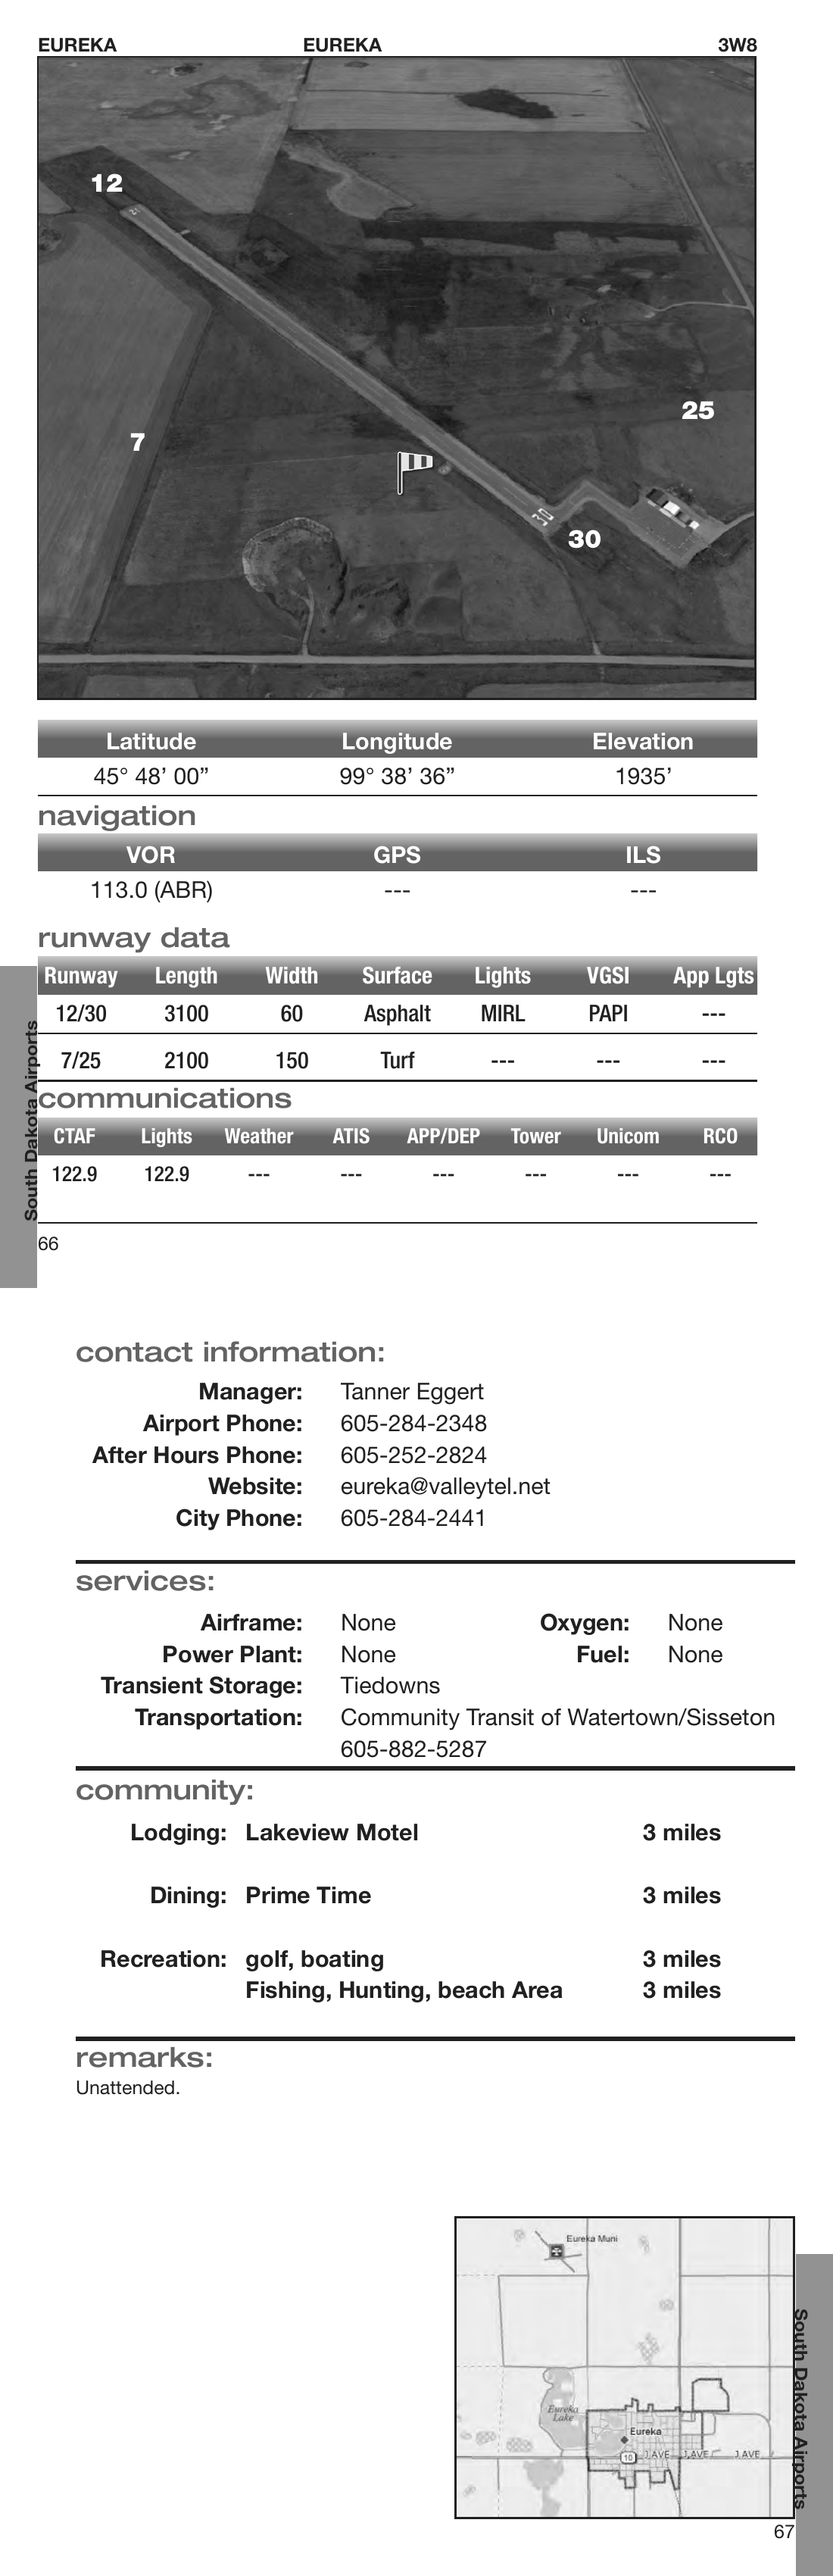 EUREKA EUREKA 3W8
12
25
7
30
30
Latitude Longitude Elevation
45° 48’ 00” 99° 38’ 36” 1935’
navigation
VOR GPS ILS
113.0 (ABR) --- ---
runway data
Runway Length Width Surface Lights VGSI App Lgts
12/30 3100 60 Asphalt MIRL PAPI ---
7/25 2100 150 Turf --- --- ---
communications
CTAF Lights Weather ATIS APP/DEP Tower Unicom RCO
122.9 122.9 --- --- --- --- --- ---
South Dakota Airports
66
contact information:
Manager: Tanner Eggert
Airport Phone: 605-284-2348
After Hours Phone: 605-252-2824
Website: eureka@valleytel.net
City Phone: 605-284-2441
services:
Airframe: None Oxygen: None
Power Plant: None Fuel: None
Transient Storage: Tiedowns
Transportation: Community Transit of Watertown/Sisseton
605-882-5287
community:
Lodging: Lakeview Motel 3 miles
Dining: Prime Time 3 miles
Recreation: golf, boating 3 miles
Fishing, Hunting, beach Area 3 miles
remarks:
Unattended.
Eureka Muni
Eureka
Lake
Eureka
10 J AVE J AVE J AVE
South Dakota Airports
67